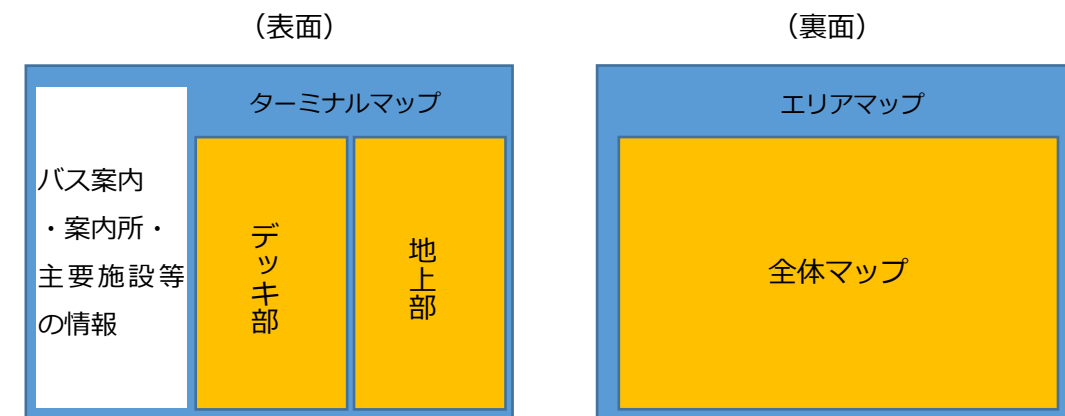 （表面）
ターミナルマップ
バス案内
・案内所・
主要施設等
の情報
デッキ部
地上部
（裏面）
エリアマップ
全体マップ